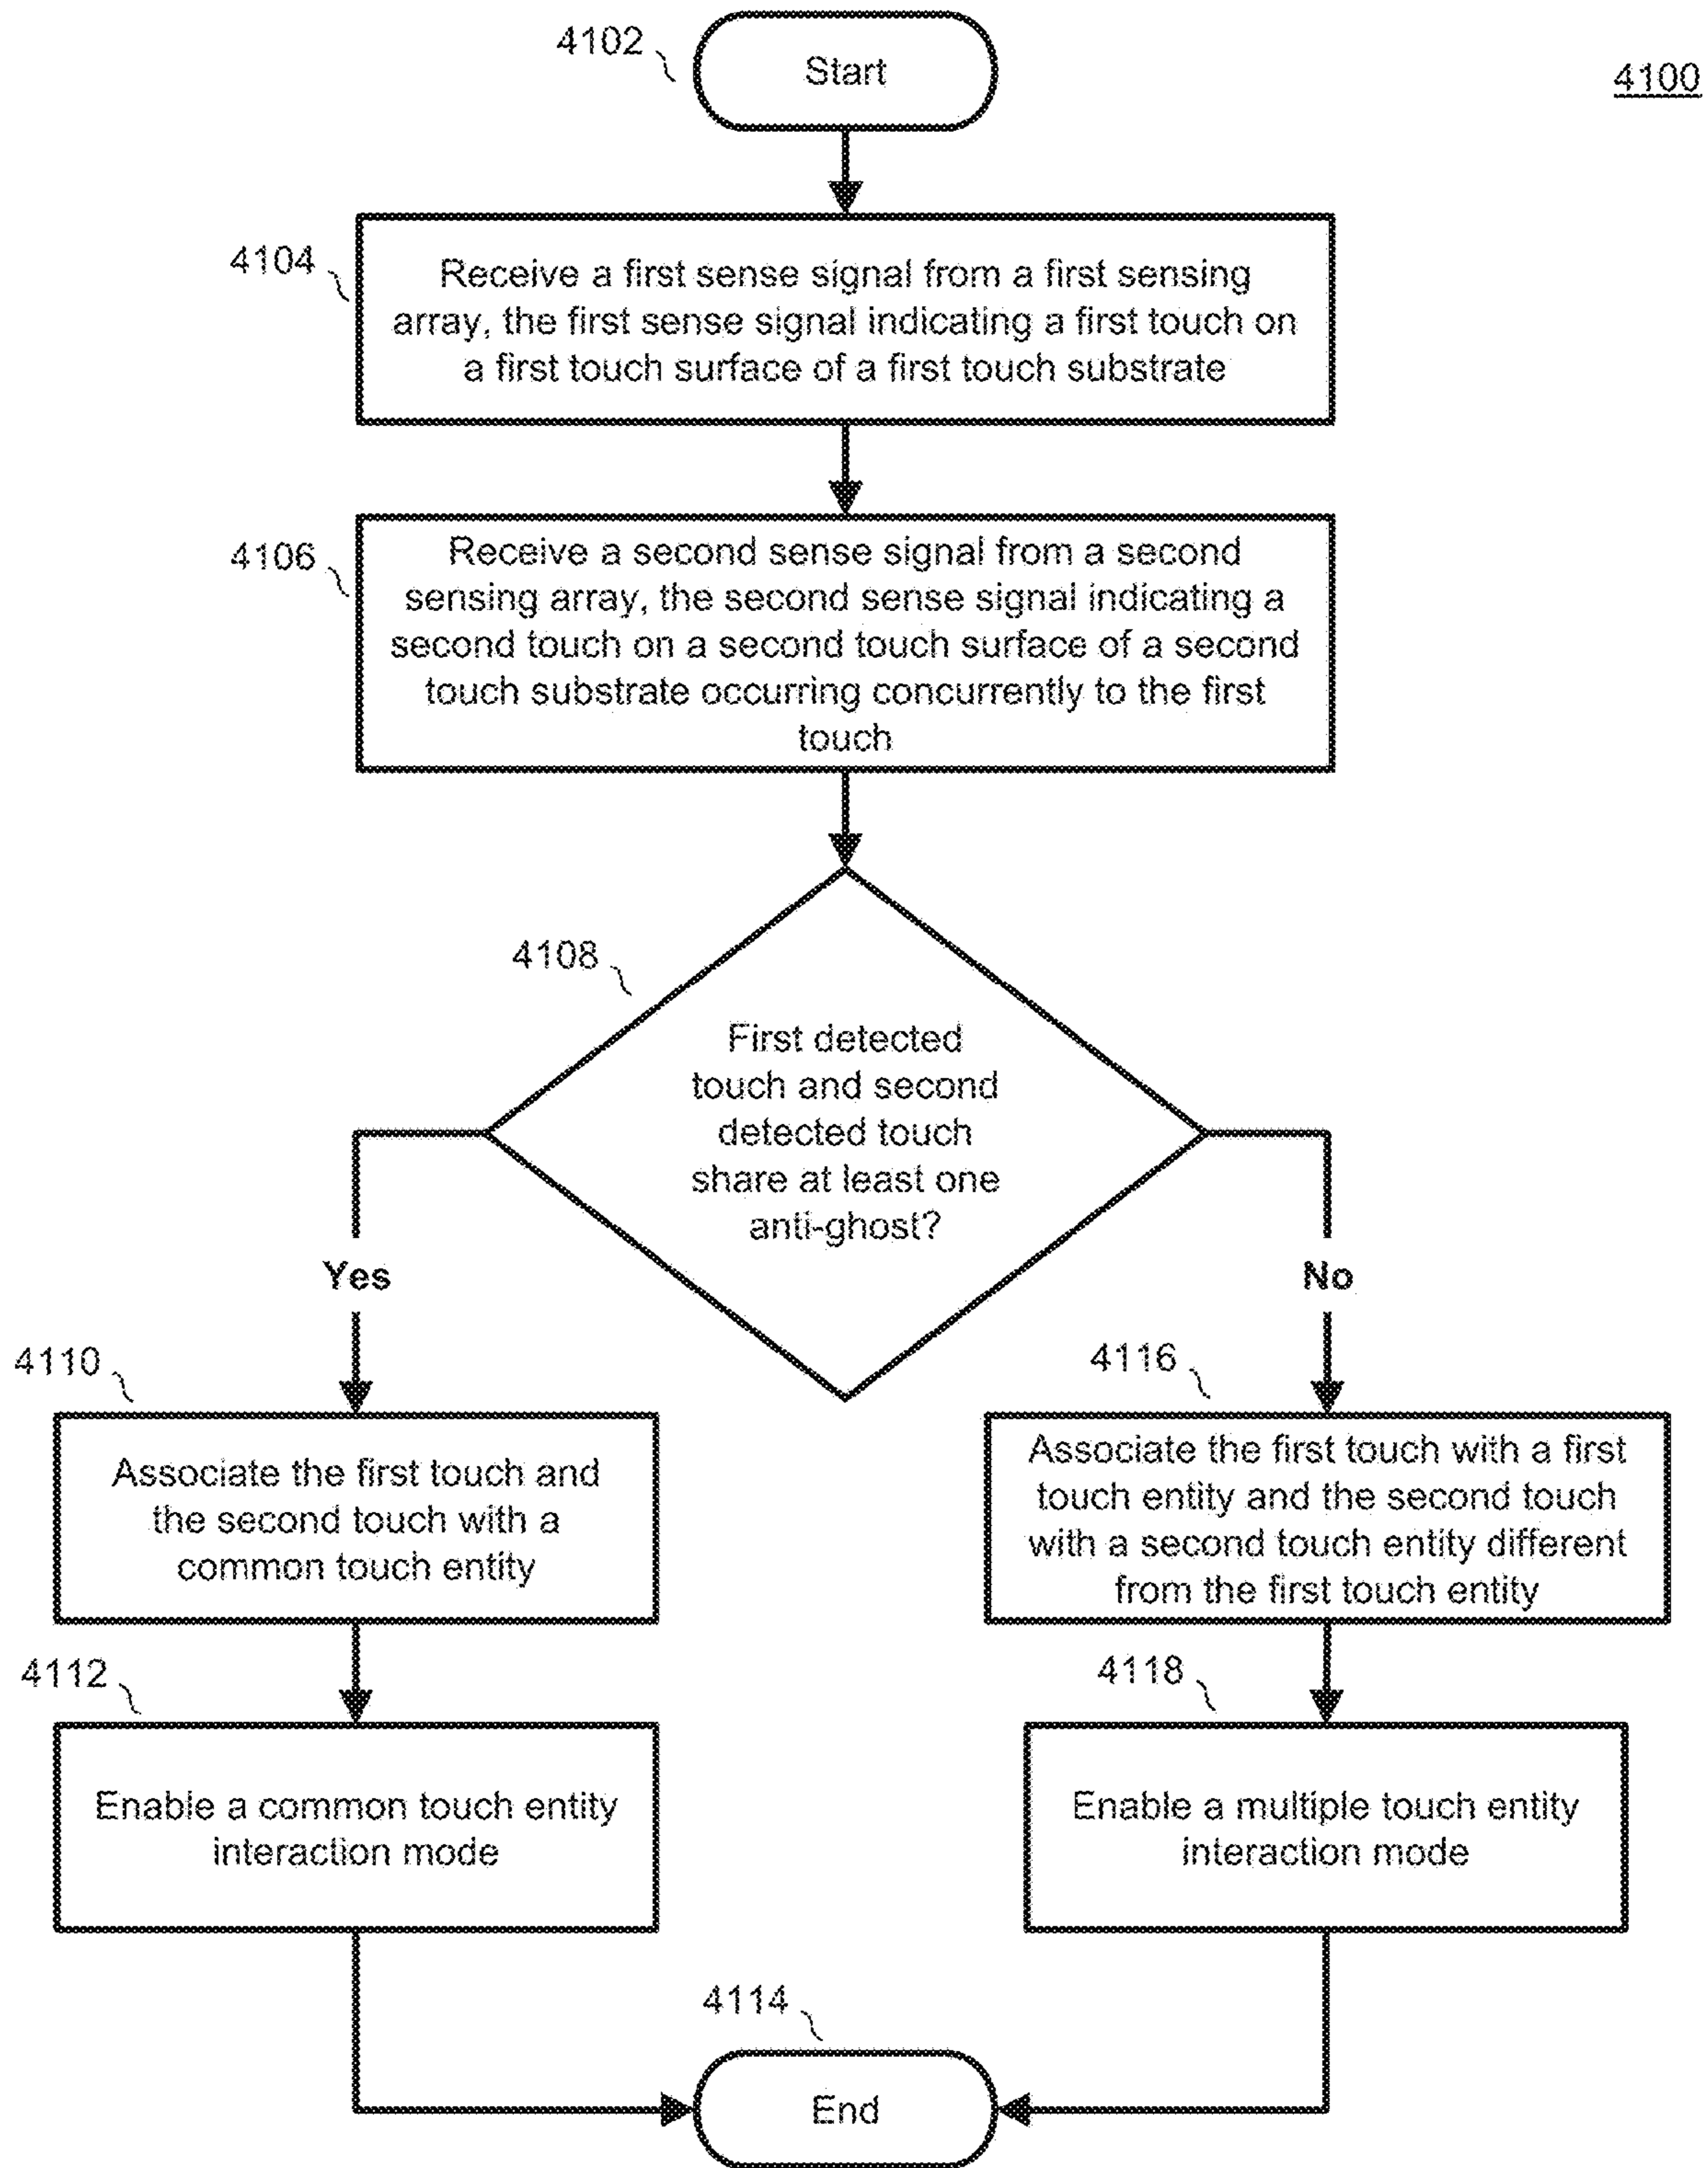 4102
Start
4100
4104
Receive a first sense signal from a first sensing
array, the first sense signal indicating a first touch on
a first touch surface of a first touch substrate
4106
Receive a second sense signal from a second
sensing array, the second sense signal indicating a
second touch on a second touch surface of a second
touch substrate occurring concurrently to the first
touch
4108
First detected
touch and second
detected touch
share at least one
anti-ghost?
Yes
No
4110
Associate the first touch and
the second touch with a
common touch entity
4116
Associate the first touch with a first
touch entity and the second touch
with a second touch entity different
from the first touch entity
4112
Enable a common touch entity
interaction mode
4118
Enable a multiple touch entity
interaction mode
4114
End